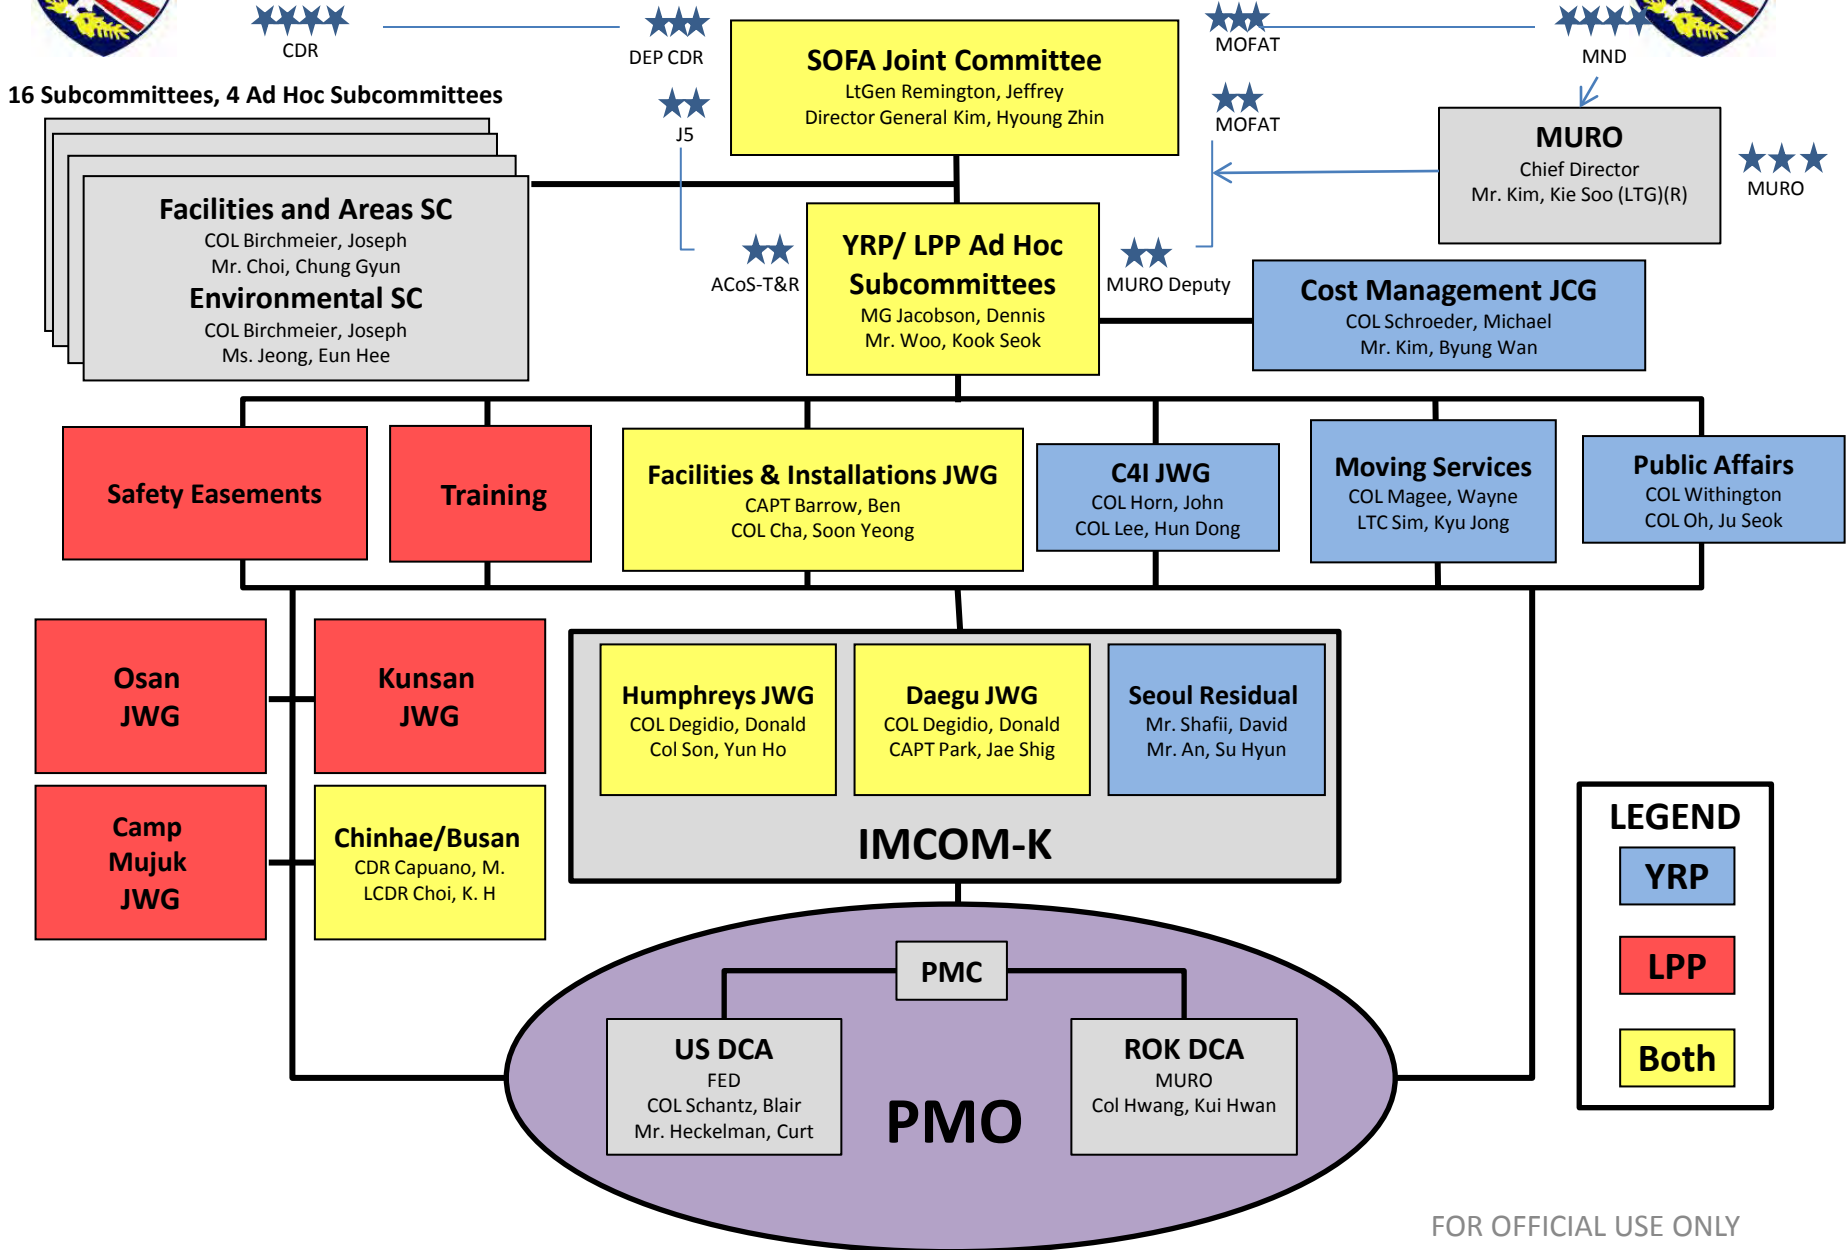 CDR
DEP CDR
SOFA Joint Committee
LtGen Remington, Jeffrey
Director General Kim, Hyoung Zhin
MOFAT
MND
16 Subcommittees, 4 Ad Hoc Subcommittees
J5
MOFAT
MURO
Chief Director
Mr. Kim, Kie Soo (LTG)(R)
MURO
Facilities and Areas SC
COL Birchmeier, Joseph
Mr. Choi, Chung Gyun
Environmental SC
COL Birchmeier, Joseph
Ms. Jeong, Eun Hee
ACoS-T&R
YRP/ LPP Ad Hoc
Subcommittees
MG Jacobson, Dennis
Mr. Woo, Kook Seok
MURO Deputy
Cost Management JCG
COL Schroeder, Michael
Mr. Kim, Byung Wan
Safety Easements
Training
Facilities & Installations JWG
CAPT Barrow, Ben
COL Cha, Soon Yeong
C4I JWG
COL Horn, John
COL Lee, Hun Dong
Moving Services
COL Magee, Wayne
LTC Sim, Kyu Jong
Public Affairs
COL Withington
COL Oh, Ju Seok
Osan
JWG
Kunsan
JWG
Camp
Mujuk
JWG
Chinhae/Busan
CDR Capuano, M.
LCDR Choi, K. H
Humphreys JWG
COL Degidio, Donald
Col Son, Yun Ho
Daegu JWG
COL Degidio, Donald
CAPT Park, Jae Shig
Seoul Residual
Mr. Shafii, David
Mr. An, Su Hyun
IMCOM-K
LEGEND
YRP
LPP
Both
PMC
US DCA
FED
COL Schantz, Blair
Mr. Heckelman, Curt
ROK DCA
MURO
Col Hwang, Kui Hwan
PMO
FOR OFFICIAL USE ONLY